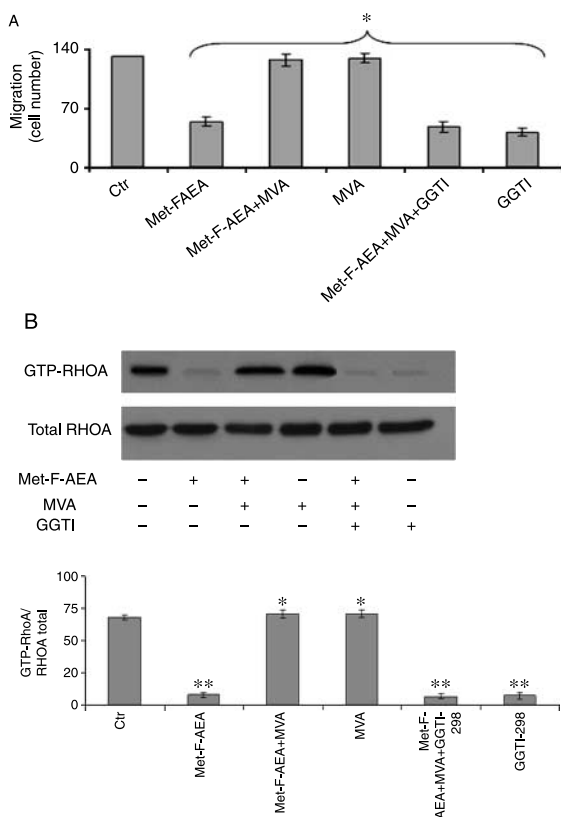 A
*
Migration
(cell number)
140
70
0
Ctr
Met-FAEA
Met-F-AEA+MVA
MVA
Met-F-AEA+MVA+GGTI
GGTI
B
GTP-RHOA
Total RHOA
Met-F-AEA – + + – + –
MVA – – + + + –
GGTI – – – – + +
GTP-RhoA/
RHOA total
100
75
50
25
0
** * * ** **
Ctr
Met-F-AEA
Met-F-AEA+MVA
MVA
Met-F-
AEA+MVA+GGTI-
298
GGTI-298